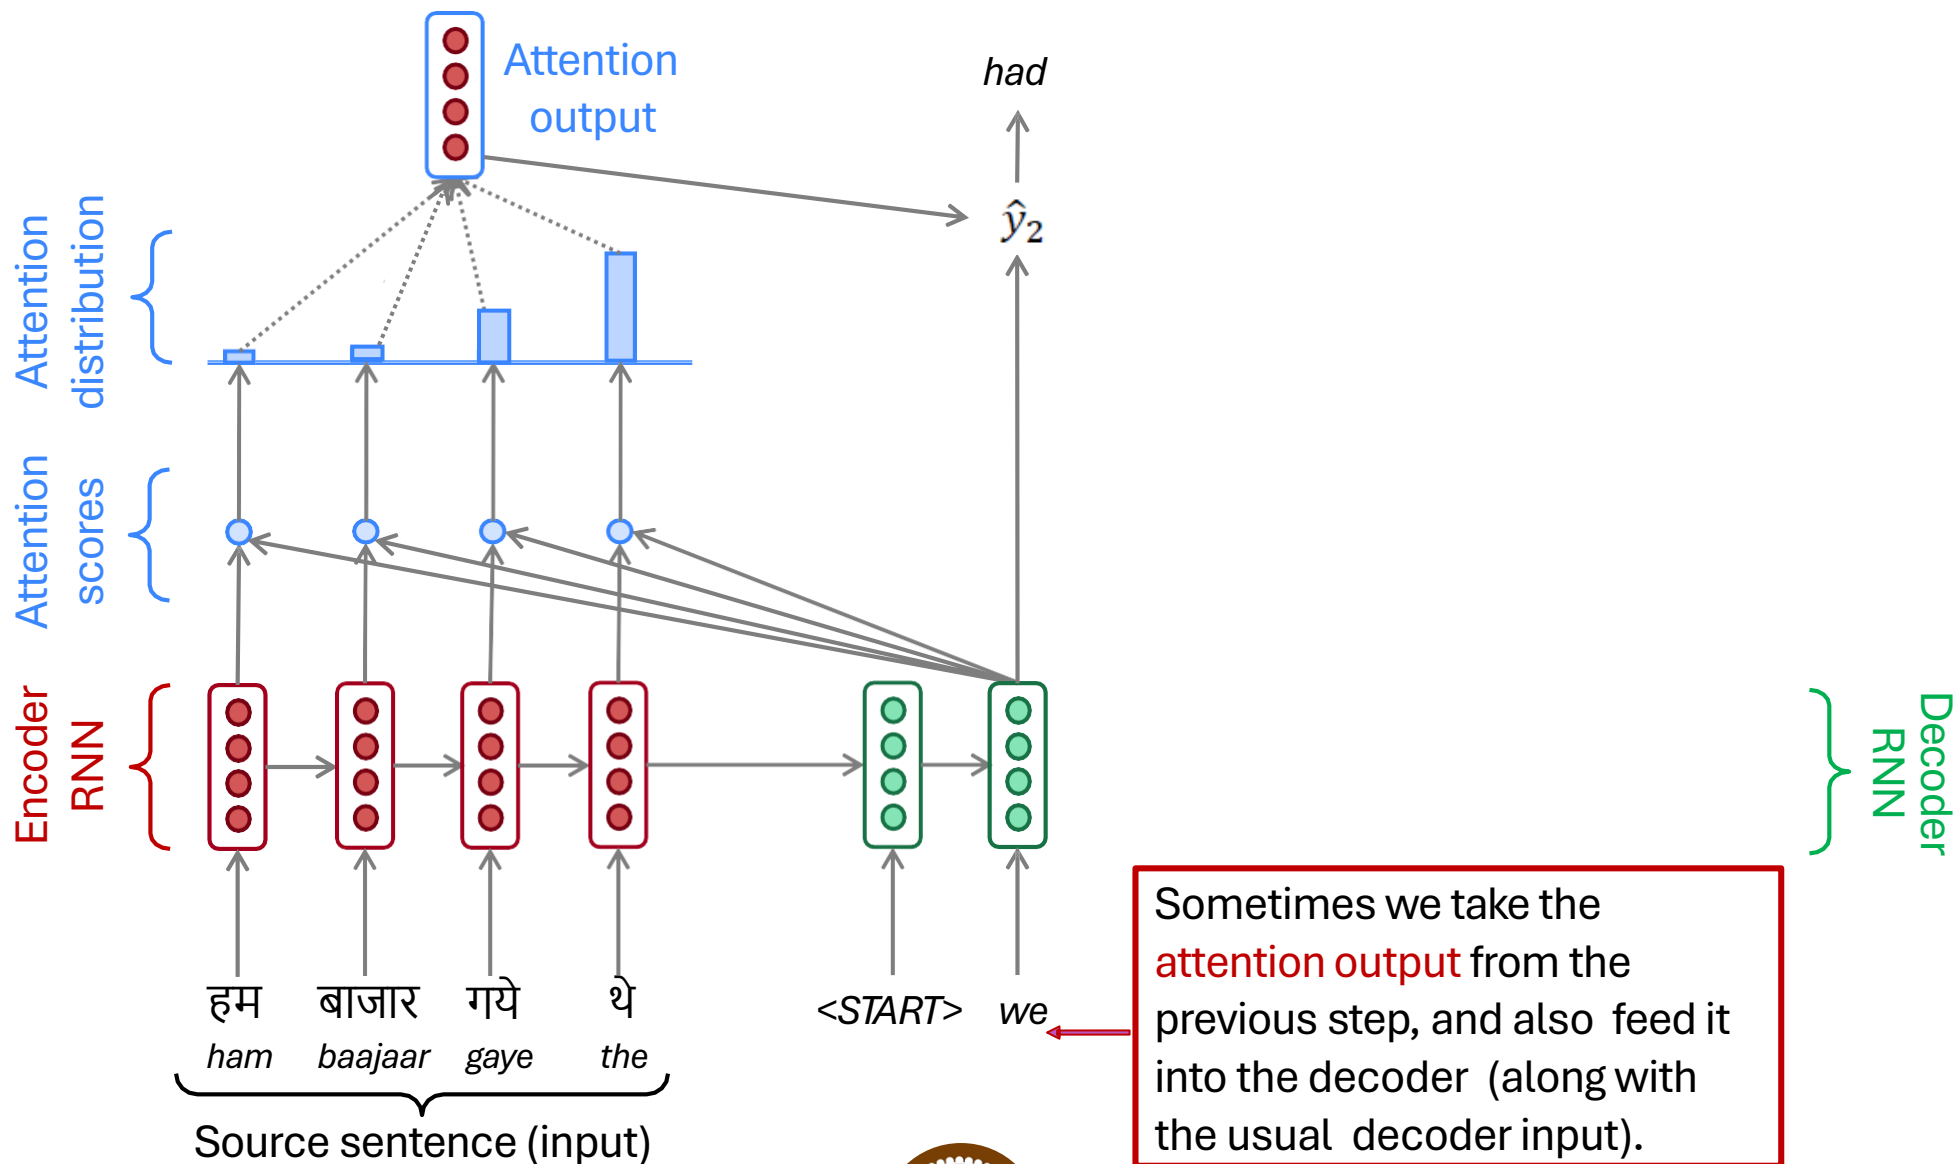 Attention
output
had
ŷ₂
Attention
distribution
Attention
scores
Encoder
RNN
Decoder
RNN
हम बाजार गये थे
ham baajaar gaye the
<START> we
Source sentence (input)
Sometimes we take the
attention output from the
previous step, and also feed it
into the decoder (along with
the usual decoder input).